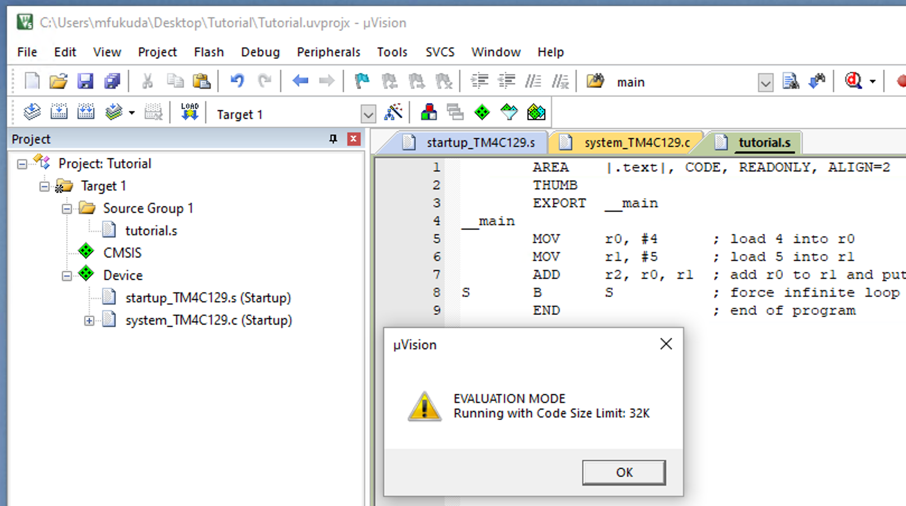 C:\Users\mfukuda\Desktop\Tutorial\Tutorial.uvprojx - µVision
File Edit View Project Flash Debug Peripherals Tools SVCS Window Help
main
LOAD Target 1
Project
startup_TM4C129.s system_TM4C129.c tutorial.s
Project: Tutorial
Target 1
Source Group 1
tutorial.s
CMSIS
Device
startup_TM4C129.s (Startup)
system_TM4C129.c (Startup)
1 AREA |.text|, CODE, READONLY, ALIGN=2
2 THUMB
3 EXPORT __main
4 __main
5 MOV r0, #4 ; load 4 into r0
6 MOV r1, #5 ; load 5 into r1
7 ADD r2, r0, r1 ; add r0 to r1 and put
8 S B S ; force infinite loop
9 END ; end of program
µVision
EVALUATION MODE
Running with Code Size Limit: 32K
OK